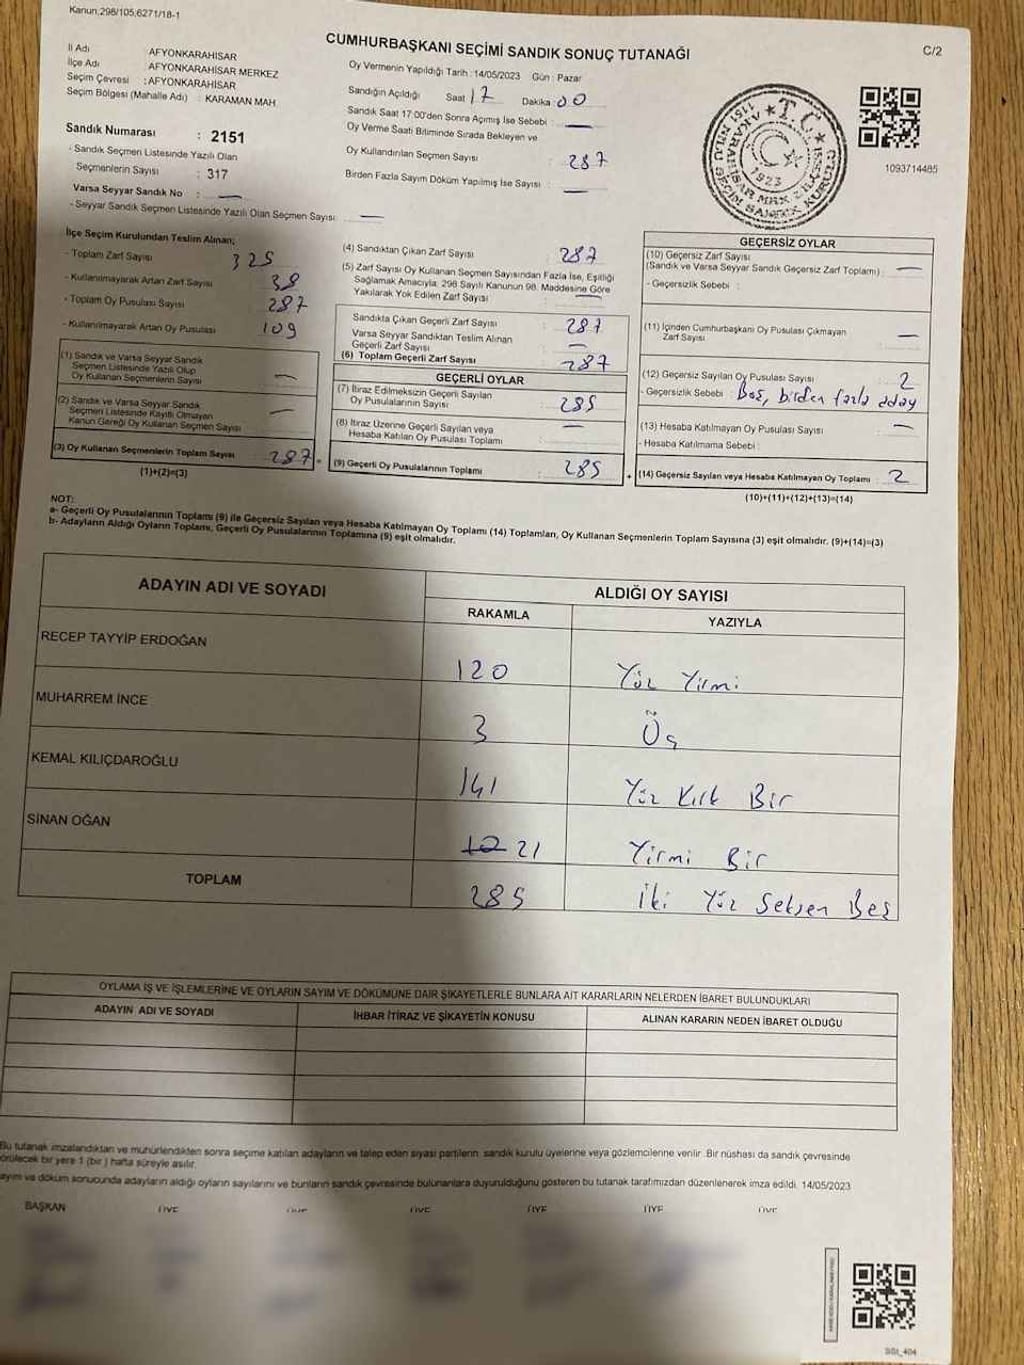 Kanun;298/105;6271/18-1
CUMHURBAŞKANI SEÇİMİ SANDIK SONUÇ TUTANAĞI
C/2
İl Adı AFYONKARAHİSAR
İlçe Adı AFYONKARAHİSAR MERKEZ
Seçim Çevresi : AFYONKARAHİSAR
Seçim Bölgesi (Mahalle Adı) : KARAMAN MAH.
Sandık Numarası : 2151
- Sandık Seçmen Listesinde Yazılı Olan
Seçmenlerin Sayısı : 317
Varsa Seyyar Sandık No : —
- Seyyar Sandık Seçmen Listesinde Yazılı Olan Seçmen Sayısı: —
Oy Vermenin Yapıldığı Tarih : 14/05/2023 Gün : Pazar
Sandığın Açıldığı Saat 17 Dakika 00
Sandık Saat 17:00'den Sonra Açımış İse Sebebi : —
Oy Verme Saati Bitiminde Sırada Bekleyen ve
Oy Kullandırılan Seçmen Sayısı : 287
Birden Fazla Sayım Döküm Yapılmış İse Sayısı : —
T.C.
1923
1093714485
İlçe Seçim Kurulundan Teslim Alınan;
- Toplam Zarf Sayısı 325
- Kullanılmayarak Artan Zarf Sayısı 38
- Toplam Oy Pusulası Sayısı 287
- Kullanılmayarak Artan Oy Pusulası 109
(1) Sandık ve Varsa Seyyar Sandık
Seçmen Listesinde Yazılı Olup
Oy Kullanan Seçmenlerin Sayısı —
(2) Sandık ve Varsa Seyyar Sandık
Seçmen Listesinde Kayıtlı Olmayan
Kanun Gereği Oy Kullanan Seçmen Sayısı —
(3) Oy Kullanan Seçmenlerin Toplam Sayısı 287
(1)+(2)=(3)
(4) Sandıktan Çıkan Zarf Sayısı 287
(5) Zarf Sayısı Oy Kullanan Seçmen Sayısından Fazla İse, Eşitliği
Sağlamak Amacıyla, 298 Sayılı Kanunun 98. Maddesine Göre
Yakılarak Yok Edilen Zarf Sayısı : —
Sandıkta Çıkan Geçerli Zarf Sayısı : 287
Varsa Seyyar Sandıktan Teslim Alınan
Geçerli Zarf Sayısı : —
(6) Toplam Geçerli Zarf Sayısı : 287
GEÇERLİ OYLAR
(7) İtiraz Edilmeksizin Geçerli Sayılan
Oy Pusulalarının Sayısı : 285
(8) İtiraz Üzerine Geçerli Sayılan veya
Hesaba Katılan Oy Pusulası Toplamı : —
(9) Geçerli Oy Pusulalarının Toplamı : 285
GEÇERSİZ OYLAR
(10) Geçersiz Zarf Sayısı
(Sandık ve Varsa Seyyar Sandık Geçersiz Zarf Toplamı) : —
- Geçersizlik Sebebi :
(11) İçinden Cumhurbaşkanı Oy Pusulası Çıkmayan
Zarf Sayısı : —
(12) Geçersiz Sayılan Oy Pusulası Sayısı : 2
- Geçersizlik Sebebi : Boş, birden fazla aday
(13) Hesaba Katılmayan Oy Pusulası Sayısı : —
- Hesaba Katılmama Sebebi :
(14) Geçersiz Sayılan veya Hesaba Katılmayan Oy Toplamı : 2
(10)+(11)+(12)+(13)=(14)
NOT:
a- Geçerli Oy Pusulalarının Toplamı (9) ile Geçersiz Sayılan veya Hesaba Katılmayan Oy Toplamı (14) Toplamları, Oy Kullanan Seçmenlerin Toplam Sayısına (3) eşit olmalıdır. (9)+(14)=(3)
b- Adayların Aldığı Oyların Toplamı, Geçerli Oy Pusulalarının Toplamına (9) eşit olmalıdır.
ADAYIN ADI VE SOYADI ALDIĞI OY SAYISI
RAKAMLA YAZIYLA
RECEP TAYYİP ERDOĞAN 120 Yüz Yirmi
MUHARREM İNCE 3 Üç
KEMAL KILIÇDAROĞLU 141 Yüz Kırk Bir
SİNAN OĞAN 12 21 Yirmi Bir
TOPLAM 285 İki Yüz Seksen Beş
OYLAMA İŞ VE İŞLEMLERİNE VE OYLARIN SAYIM VE DÖKÜMÜNE DAİR ŞİKAYETLERLE BUNLARA AİT KARARLARIN NELERDEN İBARET BULUNDUKLARI
ADAYIN ADI VE SOYADI İHBAR İTİRAZ VE ŞİKAYETİN KONUSU ALINAN KARARIN NEDEN İBARET OLDUĞU
Bu tutanak imzalandıktan ve mühürlendikten sonra seçime katılan adayların ve talep eden siyasi partilerin sandık kurulu üyelerine veya gözlemcilerine verilir. Bir nüshası da sandık çevresinde
görülecek bir yere 1 (bir) hafta süreyle asılır.
ayım ve döküm sonucunda adayların aldığı oyların sayılarını ve bunların sandık çevresinde bulunanlara duyurulduğunu gösteren bu tutanak tarafımızdan düzenlenerek imza edildi. 14/05/2023
BAŞKAN ÜYE ÜYE ÜYE ÜYE ÜYE ÜYE
SSt_404